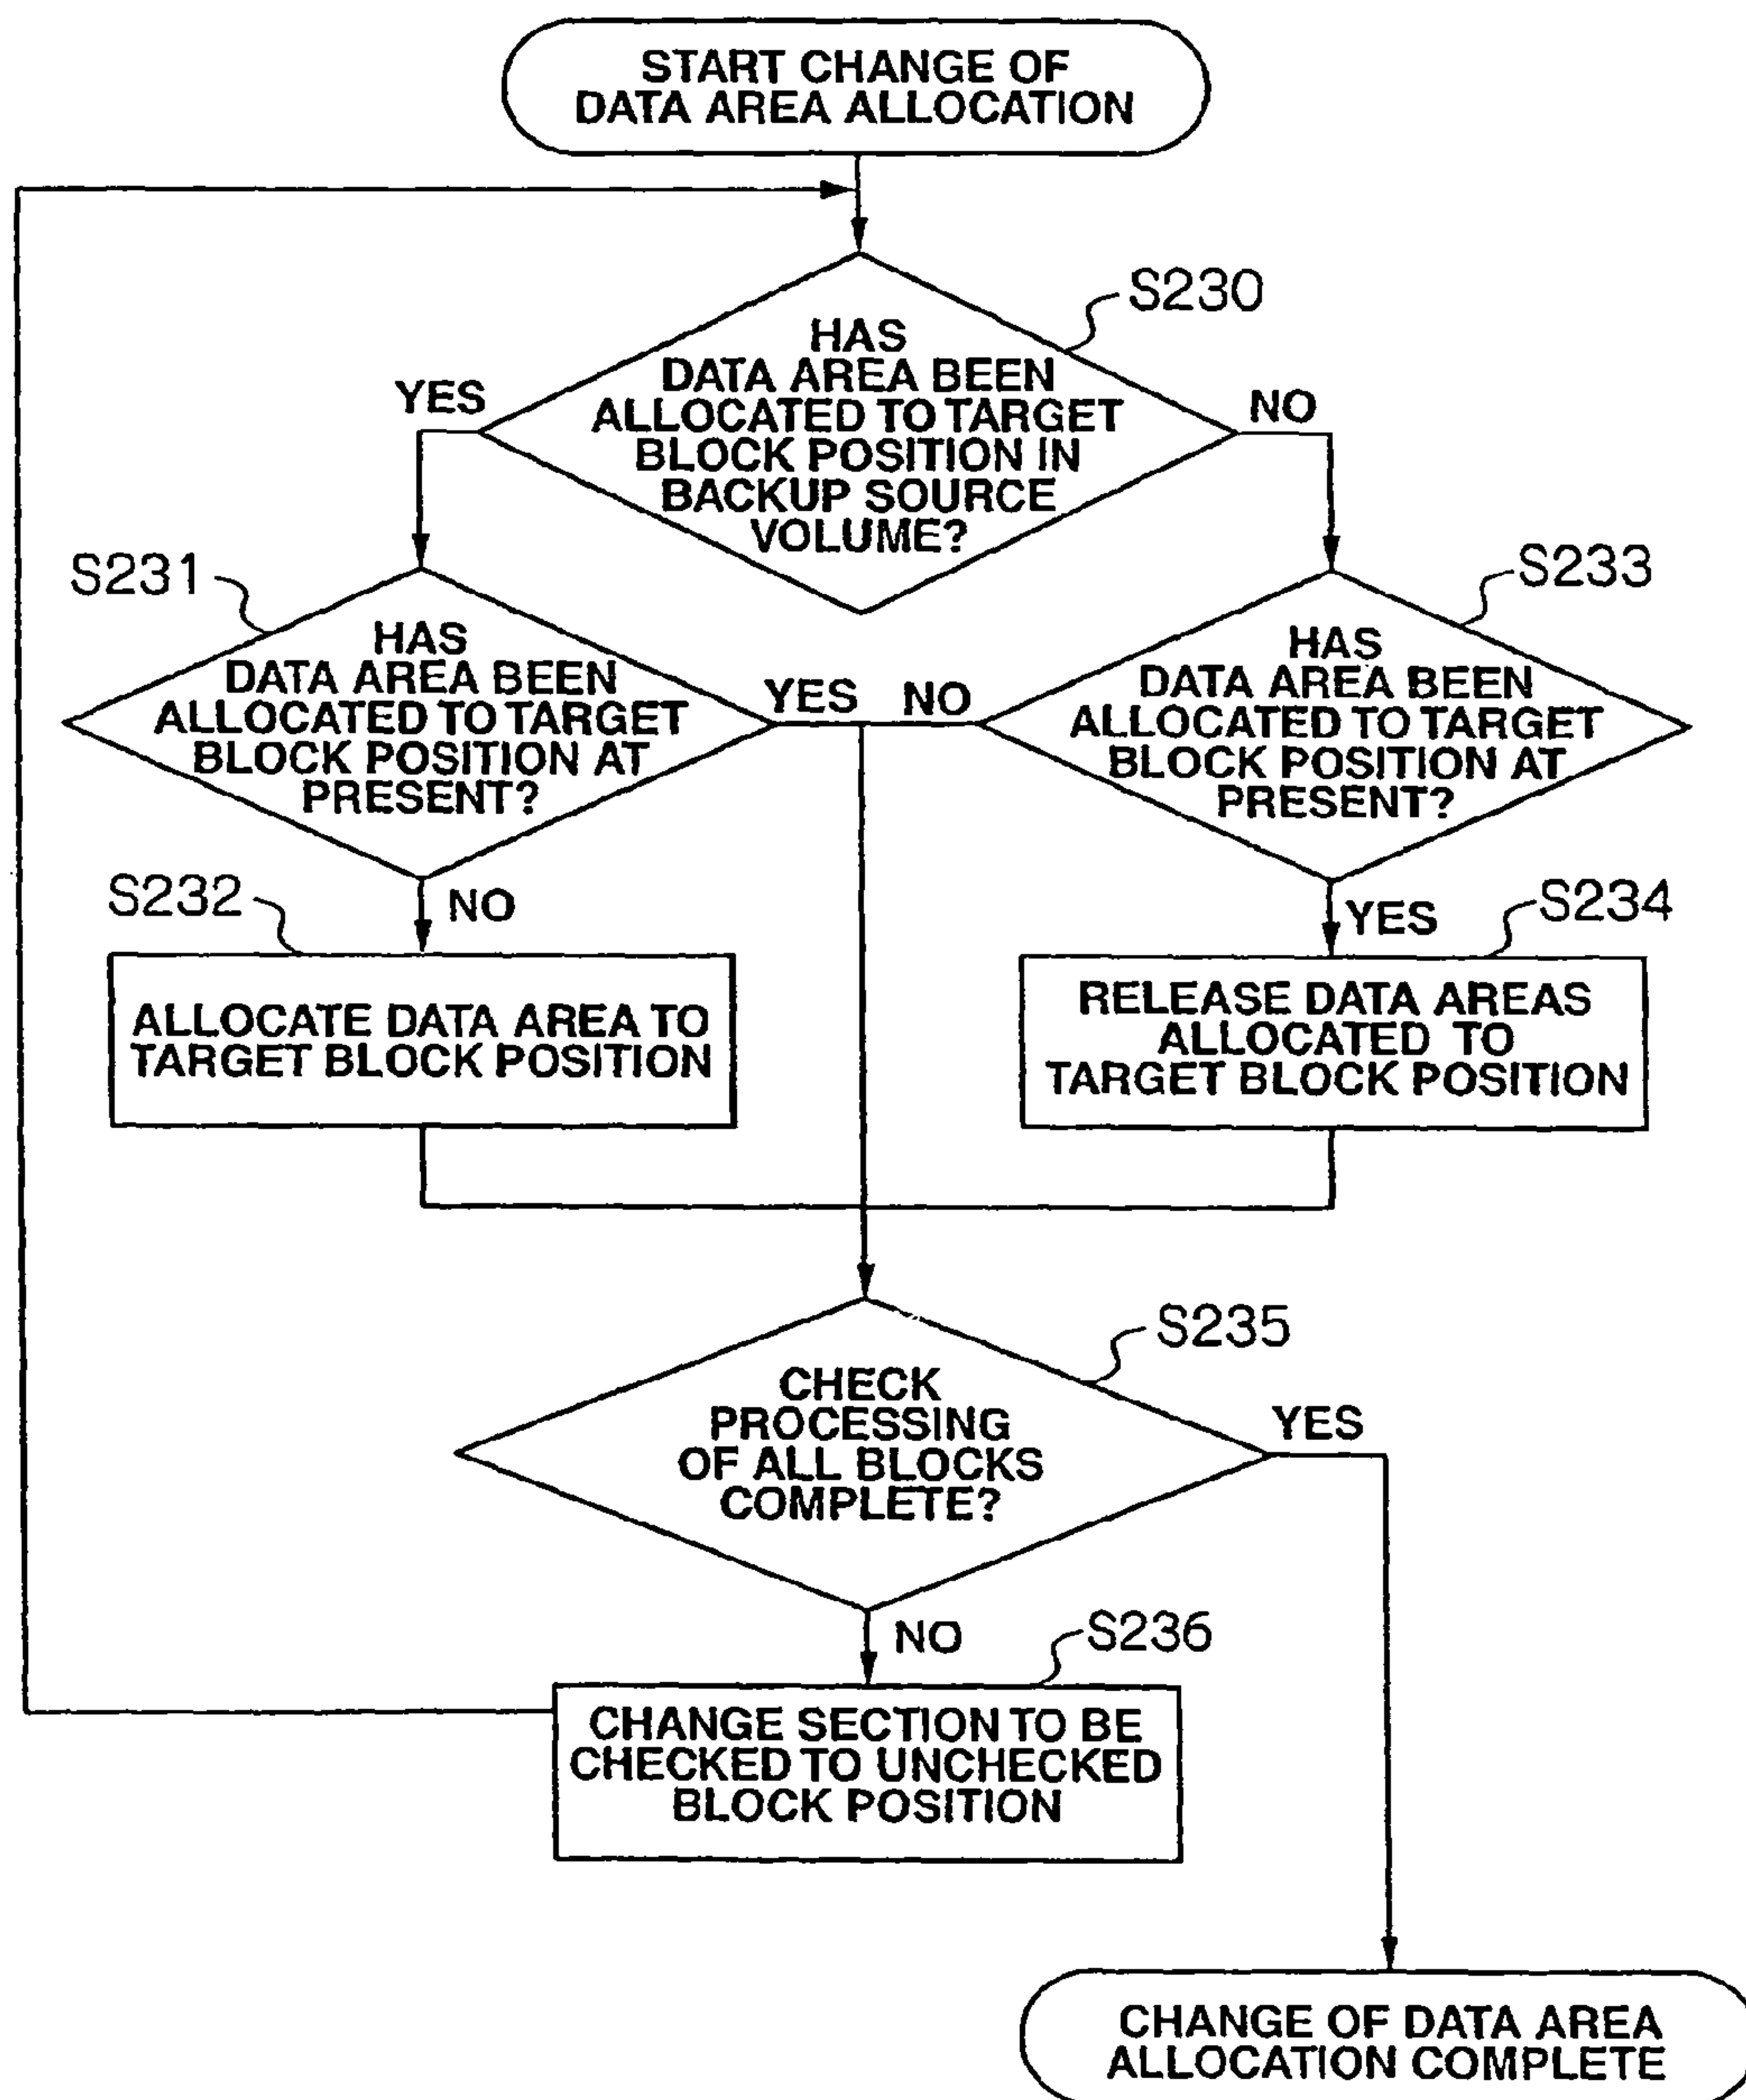 START CHANGE OF
DATA AREA ALLOCATION
S230
HAS
DATA AREA BEEN
ALLOCATED TO TARGET
BLOCK POSITION IN
BACKUP SOURCE
VOLUME?
YES
NO
S231
HAS
DATA AREA BEEN
ALLOCATED TO TARGET
BLOCK POSITION AT
PRESENT?
YES
NO
S233
HAS
DATA AREA BEEN
ALLOCATED TO TARGET
BLOCK POSITION AT
PRESENT?
S232
NO
YES
S234
ALLOCATE DATA AREA TO
TARGET BLOCK POSITION
RELEASE DATA AREAS
ALLOCATED TO
TARGET BLOCK POSITION
S235
CHECK
PROCESSING
OF ALL BLOCKS
COMPLETE?
YES
NO
S236
CHANGE SECTION TO BE
CHECKED TO UNCHECKED
BLOCK POSITION
CHANGE OF DATA AREA
ALLOCATION COMPLETE